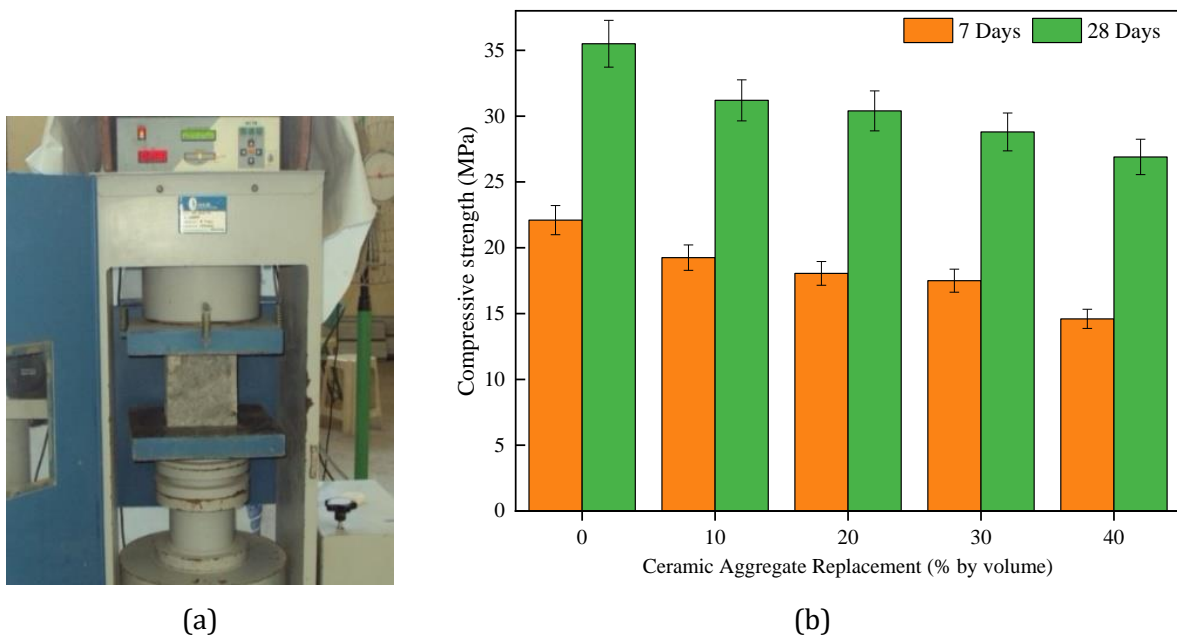 7 Days 28 Days
35
30
25
20
15
10
5
0
Compressive strength (MPa)
0 10 20 30 40
Ceramic Aggregate Replacement (% by volume)
(a) (b)